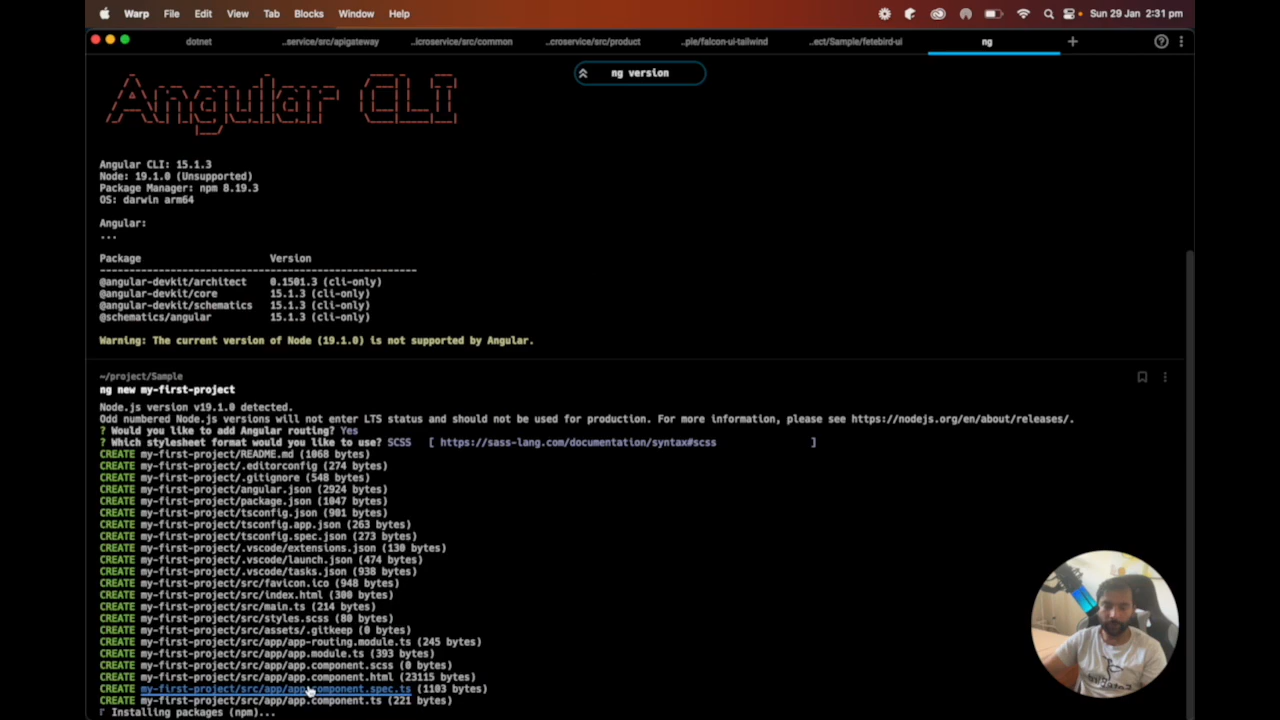 Warp File Edit View Tab Blocks Window Help Sun 29 Jan 2:31 pm
dotnet ..service/src/apigateway ..icroservice/src/common ..croservice/src/product ..ple/falcon-ui-tailwind ..ect/Sample/fetebird-ui ng
ng version
Angular CLI
Angular CLI: 15.1.3
Node: 19.1.0 (Unsupported)
Package Manager: npm 8.19.3
OS: darwin arm64
Angular:
...
Package Version
------------------------------------------------------
@angular-devkit/architect 0.1501.3 (cli-only)
@angular-devkit/core 15.1.3 (cli-only)
@angular-devkit/schematics 15.1.3 (cli-only)
@schematics/angular 15.1.3 (cli-only)
Warning: The current version of Node (19.1.0) is not supported by Angular.
~/project/Sample
ng new my-first-project
Node.js version v19.1.0 detected.
Odd numbered Node.js versions will not enter LTS status and should not be used for production. For more information, please see https://nodejs.org/en/about/releases/.
? Would you like to add Angular routing? Yes
? Which stylesheet format would you like to use? SCSS [ https://sass-lang.com/documentation/syntax#scss ]
CREATE my-first-project/README.md (1068 bytes)
CREATE my-first-project/.editorconfig (274 bytes)
CREATE my-first-project/.gitignore (548 bytes)
CREATE my-first-project/angular.json (2924 bytes)
CREATE my-first-project/package.json (1047 bytes)
CREATE my-first-project/tsconfig.json (901 bytes)
CREATE my-first-project/tsconfig.app.json (263 bytes)
CREATE my-first-project/tsconfig.spec.json (273 bytes)
CREATE my-first-project/.vscode/extensions.json (130 bytes)
CREATE my-first-project/.vscode/launch.json (474 bytes)
CREATE my-first-project/.vscode/tasks.json (938 bytes)
CREATE my-first-project/src/favicon.ico (948 bytes)
CREATE my-first-project/src/index.html (300 bytes)
CREATE my-first-project/src/main.ts (214 bytes)
CREATE my-first-project/src/styles.scss (80 bytes)
CREATE my-first-project/src/assets/.gitkeep (0 bytes)
CREATE my-first-project/src/app/app-routing.module.ts (245 bytes)
CREATE my-first-project/src/app/app.module.ts (393 bytes)
CREATE my-first-project/src/app/app.component.scss (0 bytes)
CREATE my-first-project/src/app/app.component.html (23115 bytes)
CREATE my-first-project/src/app/app.component.spec.ts (1103 bytes)
CREATE my-first-project/src/app/app.component.ts (221 bytes)
Installing packages (npm)...